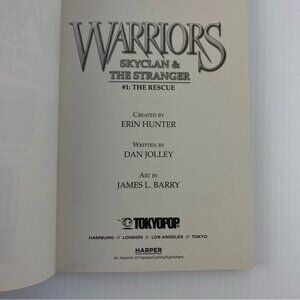 WARRIORS
SKYCLAN &
THE STRANGER
#1: THE RESCUE
CREATED BY
ERIN HUNTER
WRITTEN BY
DAN JOLLEY
ART BY
JAMES L. BARRY
TOKYOPOP
HAMBURG // LONDON // LOS ANGELES // TOKYO
HARPER
An Imprint of HarperCollinsPublishers